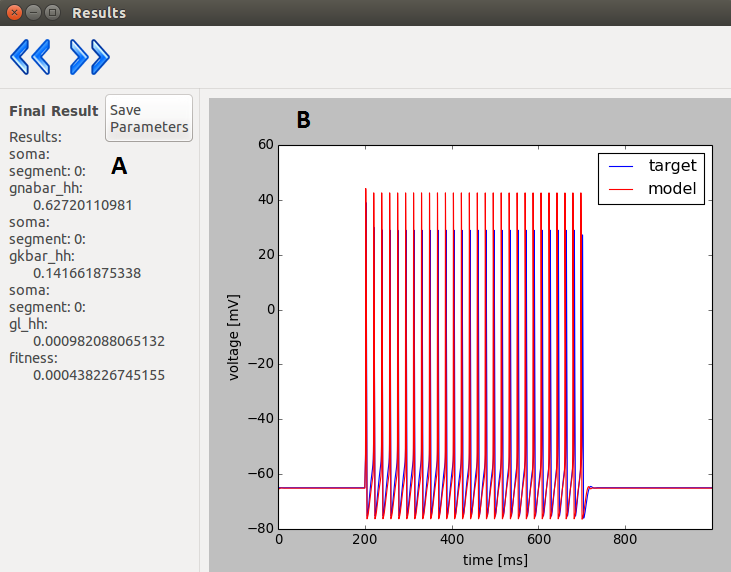 Results
Final Result
Save
Parameters
A
Results:
soma:
segment: 0:
gnabar_hh:
0.62720110981
soma:
segment: 0:
gkbar_hh:
0.141661875338
soma:
segment: 0:
gl_hh:
0.000982088065132
fitness:
0.000438226745155
B
target
model
60
40
20
0
−20
−40
−60
−80
voltage [mV]
0
200
400
600
800
time [ms]